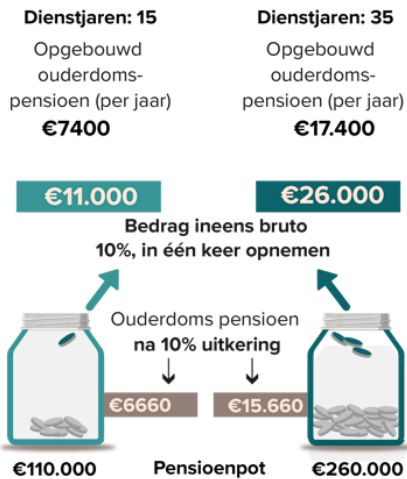 Dienstjaren: 15
Opgebouwd
ouderdoms-
pensioen (per jaar)
€7400
Dienstjaren: 35
Opgebouwd
ouderdoms-
pensioen (per jaar)
€17.400
€11.000
€26.000
Bedrag ineens bruto
10%, in één keer opnemen
Ouderdoms pensioen
na 10% uitkering
€6660
€15.660
€110.000
Pensioenpot
€260.000